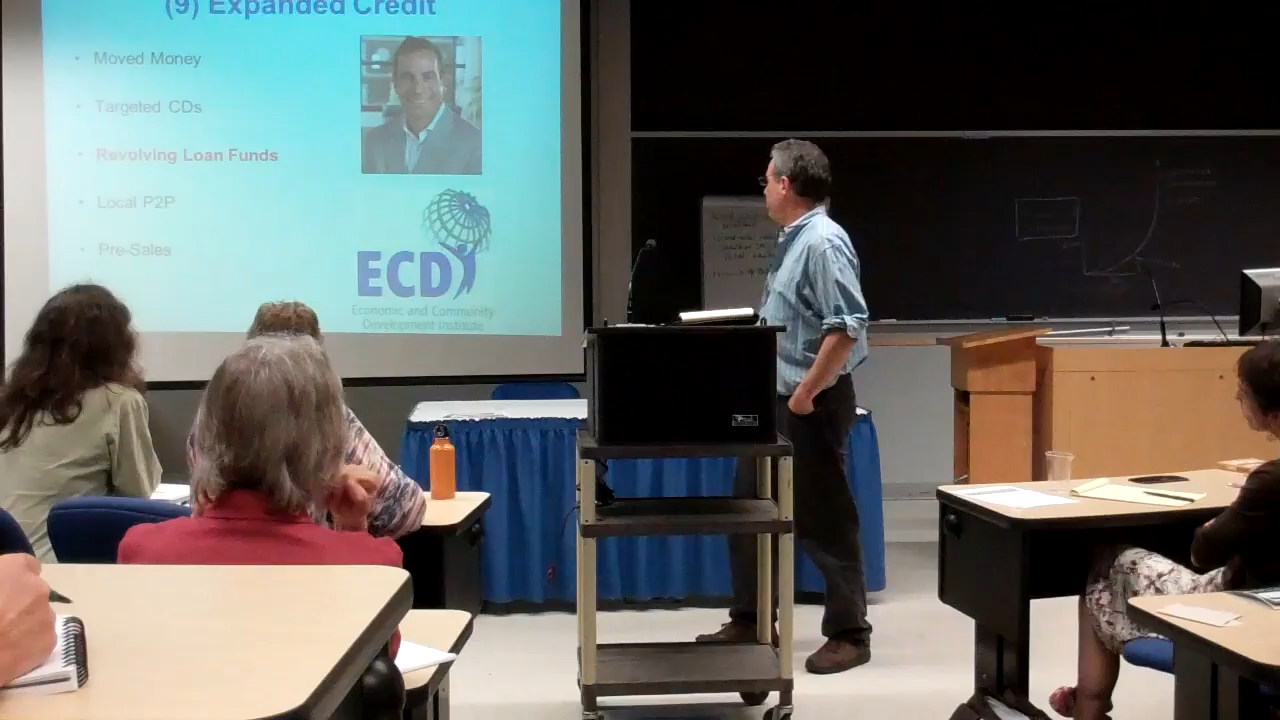 (9) Expanded Credit
• Moved Money
• Targeted CDs
• Revolving Loan Funds
• Local P2P
• Pre-Sales
ECDI
Economic and Community
Development Institute